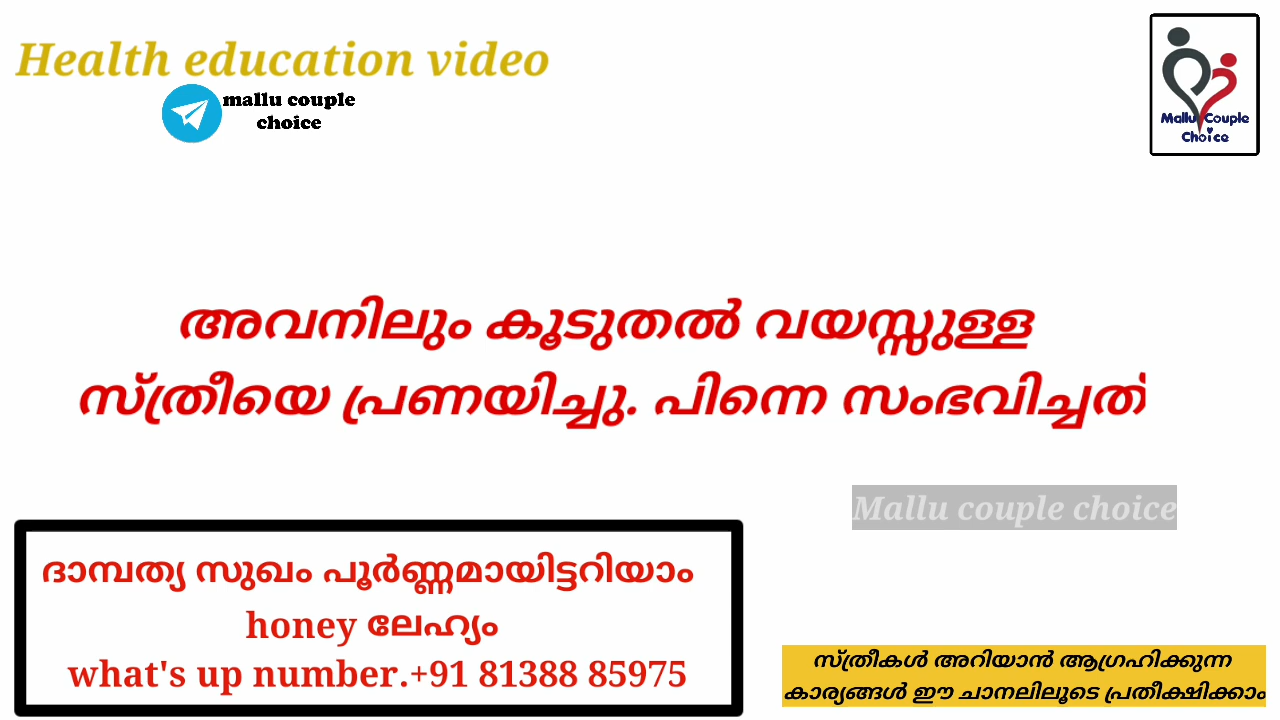 Health education video
mallu couple
choice
Mallu Couple
Choice
അവനിലും കൂടുതൽ വയസ്സുള്ള
സ്ത്രീയെ പ്രണയിച്ചു. പിന്നെ സംഭവിച്ചത്
Mallu couple choice
ദാമ്പത്യ സുഖം പൂർണ്ണമായിട്ടറിയാം
honey ലേഹ്യം
what's up number.+91 81388 85975
സ്ത്രീകൾ അറിയാൻ ആഗ്രഹിക്കുന്ന
കാര്യങ്ങൾ ഈ ചാനലിലൂടെ പ്രതീക്ഷിക്കാം